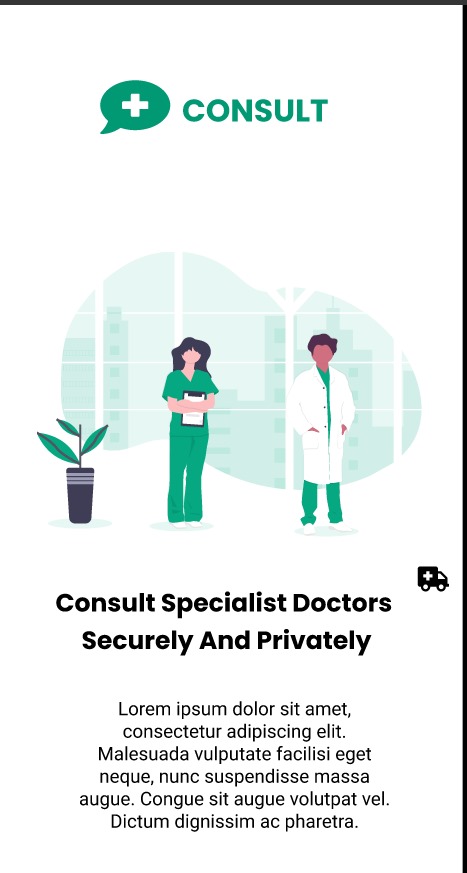 CONSULT
Consult Specialist Doctors
Securely And Privately
Lorem ipsum dolor sit amet,
consectetur adipiscing elit.
Malesuada vulputate facilisi eget
neque, nunc suspendisse massa
augue. Congue sit augue volutpat vel.
Dictum dignissim ac pharetra.